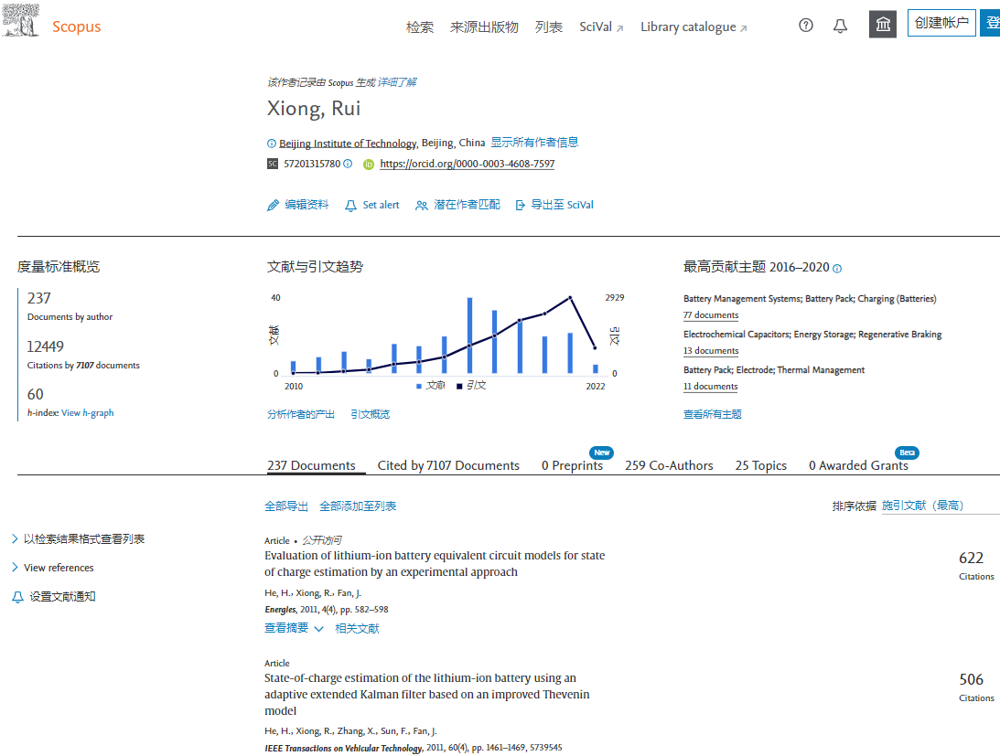 Scopus
检索 来源出版物 列表 SciVal ↗ Library catalogue ↗
创建帐户
该作者记录由 Scopus 生成 详细了解
Xiong, Rui
Beijing Institute of Technology, Beijing, China 显示所有作者信息
SC 57201315780 iD https://orcid.org/0000-0003-4608-7597
编辑资料 Set alert 潜在作者匹配 导出至 SciVal
度量标准概览
237
Documents by author
12449
Citations by 7107 documents
60
h-index: View h-graph
文献与引文趋势
40 2929
文献 引文
0 0
2010 文献 引文 2022
分析作者的产出 引文概览
最高贡献主题 2016–2020
Battery Management Systems; Battery Pack; Charging (Batteries)
77 documents
Electrochemical Capacitors; Energy Storage; Regenerative Braking
13 documents
Battery Pack; Electrode; Thermal Management
11 documents
查看所有主题
New Beta
237 Documents Cited by 7107 Documents 0 Preprints 259 Co-Authors 25 Topics 0 Awarded Grants
全部导出 全部添加至列表 排序依据 施引文献（最高）
以检索结果格式查看列表
View references
设置文献通知
Article • 公开访问
Evaluation of lithium-ion battery equivalent circuit models for state
of charge estimation by an experimental approach
He, H., Xiong, R., Fan, J.
Energies, 2011, 4(4), pp. 582–598
查看摘要 相关文献
622
Citations
Article
State-of-charge estimation of the lithium-ion battery using an
adaptive extended Kalman filter based on an improved Thevenin
model
He, H., Xiong, R., Zhang, X., Sun, F., Fan, J.
IEEE Transactions on Vehicular Technology, 2011, 60(4), pp. 1461–1469, 5739545
506
Citations